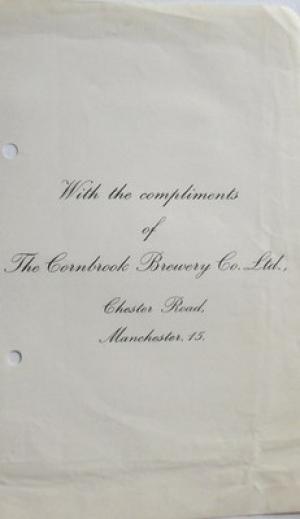 With the compliments
of
The Cornbrook Brewery Co. Ltd.,
Chester Road,
Manchester. 15.